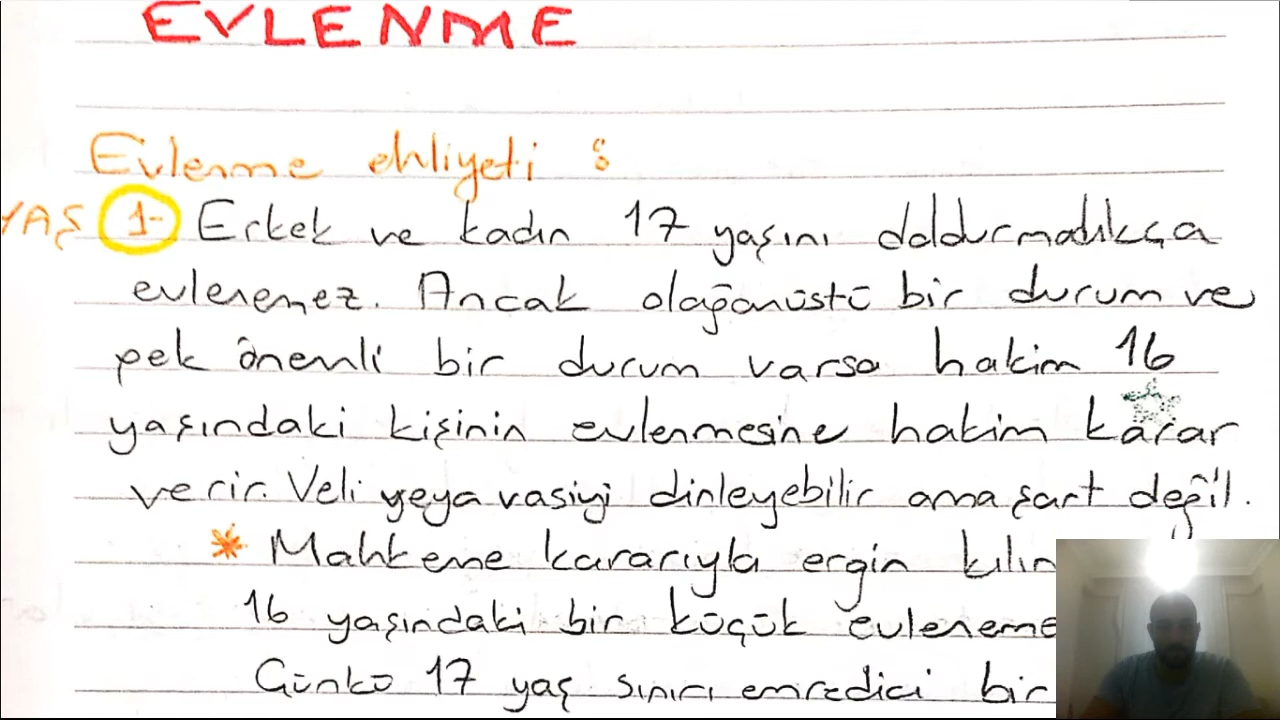 EVLENME
Evlenme ehliyeti :
YAŞ 1- Erkek ve kadın 17 yaşını doldurmadıkça
evlenemez. Ancak olağanüstü bir durum ve
pek önemli bir durum varsa hakim 16
yaşındaki kişinin evlenmesine hakim karar
verir. Veli veya vasiyi dinleyebilir ama şart değil.
* Mahkeme kararıyla ergin
16 yaşındaki bir küçük
Çünkü 17 yaş sınırı emredici bir